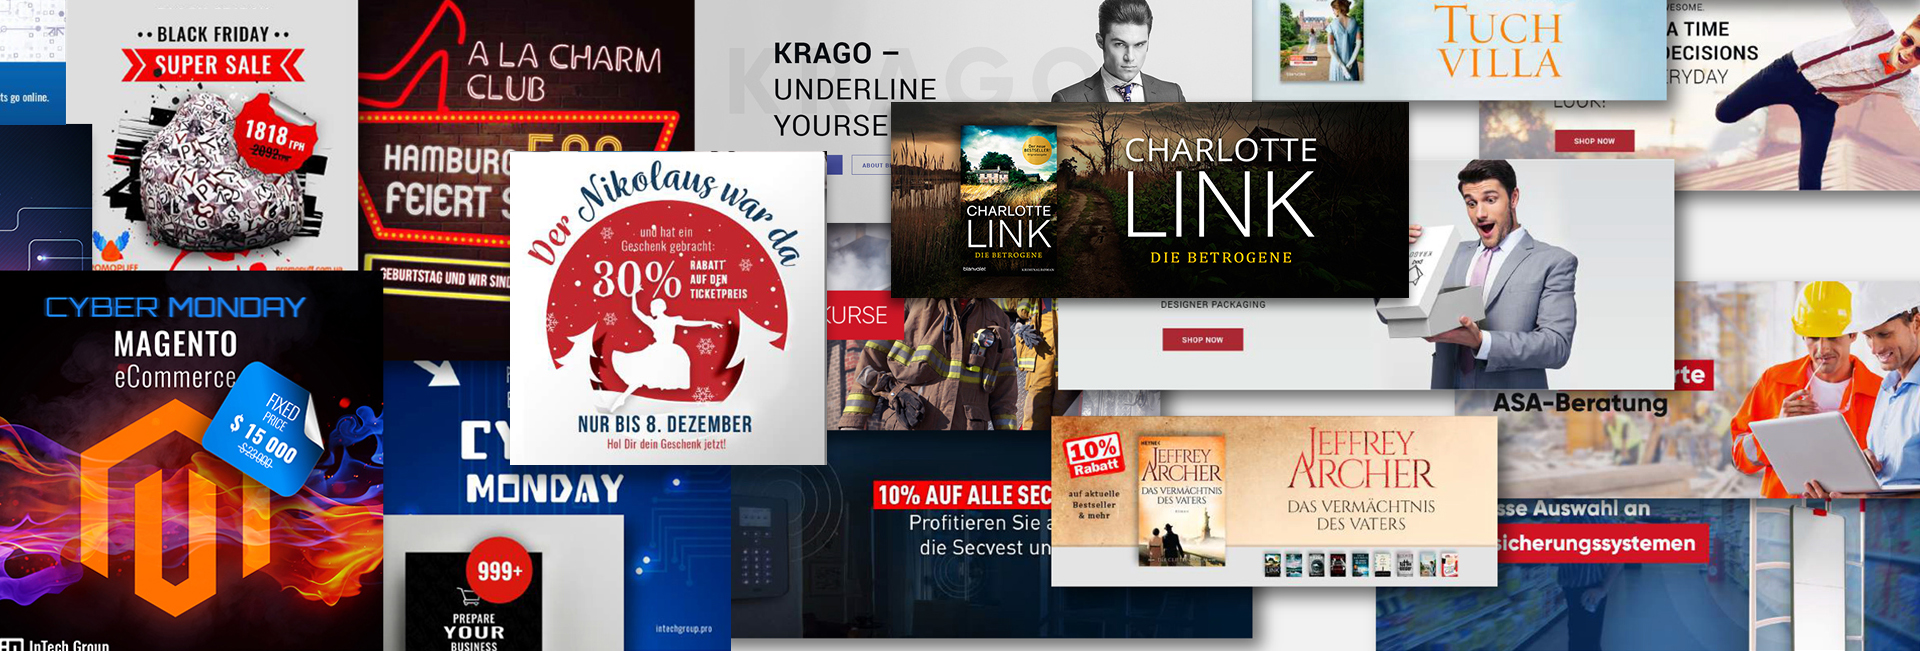 ts go online.
•• BLACK FRIDAY ••
SUPER SALE
1818 ГРН
2092 ГРН
promopuff.com.ua
A LA CHARM
CLUB
HAMBURG
FEIERT
GEBURTSTAG UND WIR SIND
KRAGO –
UNDERLINE
YOURSE
ABOUT
TUCH
VILLA
ESOME.
A TIME
DECISIONS
RYDAY
LOOK!
SHOP NOW
Der Nikolaus war da
und hat ein
Geschenk gebracht:
30% RABATT
AUF DEN
TICKETPREIS
NUR BIS 8. DEZEMBER
Hol Dir dein Geschenk jetzt!
CHARLOTTE
LINK
DIE BETROGENE
blanvalet
CHARLOTTE
LINK
DIE BETROGENE
KURSE
DESIGNER PACKAGING
SHOP NOW
CYBER MONDAY
MAGENTO
eCommerce
FIXED
PRICE
$ 15 000
$ 23 000
InTech Group
CY
MONDAY
intechgroup.pro
999+
PREPARE
YOUR
BUSINESS
10% AUF ALLE SEC
Profitieren Sie a
die Secvest un
10%
Rabatt
auf aktuelle
Bestseller
& mehr
HEYNE
JEFFREY
ARCHER
DAS VERMÄCHTNIS
DES VATERS
ROMAN
JEFFREY
ARCHER
DAS VERMÄCHTNIS
DES VATERS
rte
ASA-Beratung
sse Auswahl an
sicherungssystemen